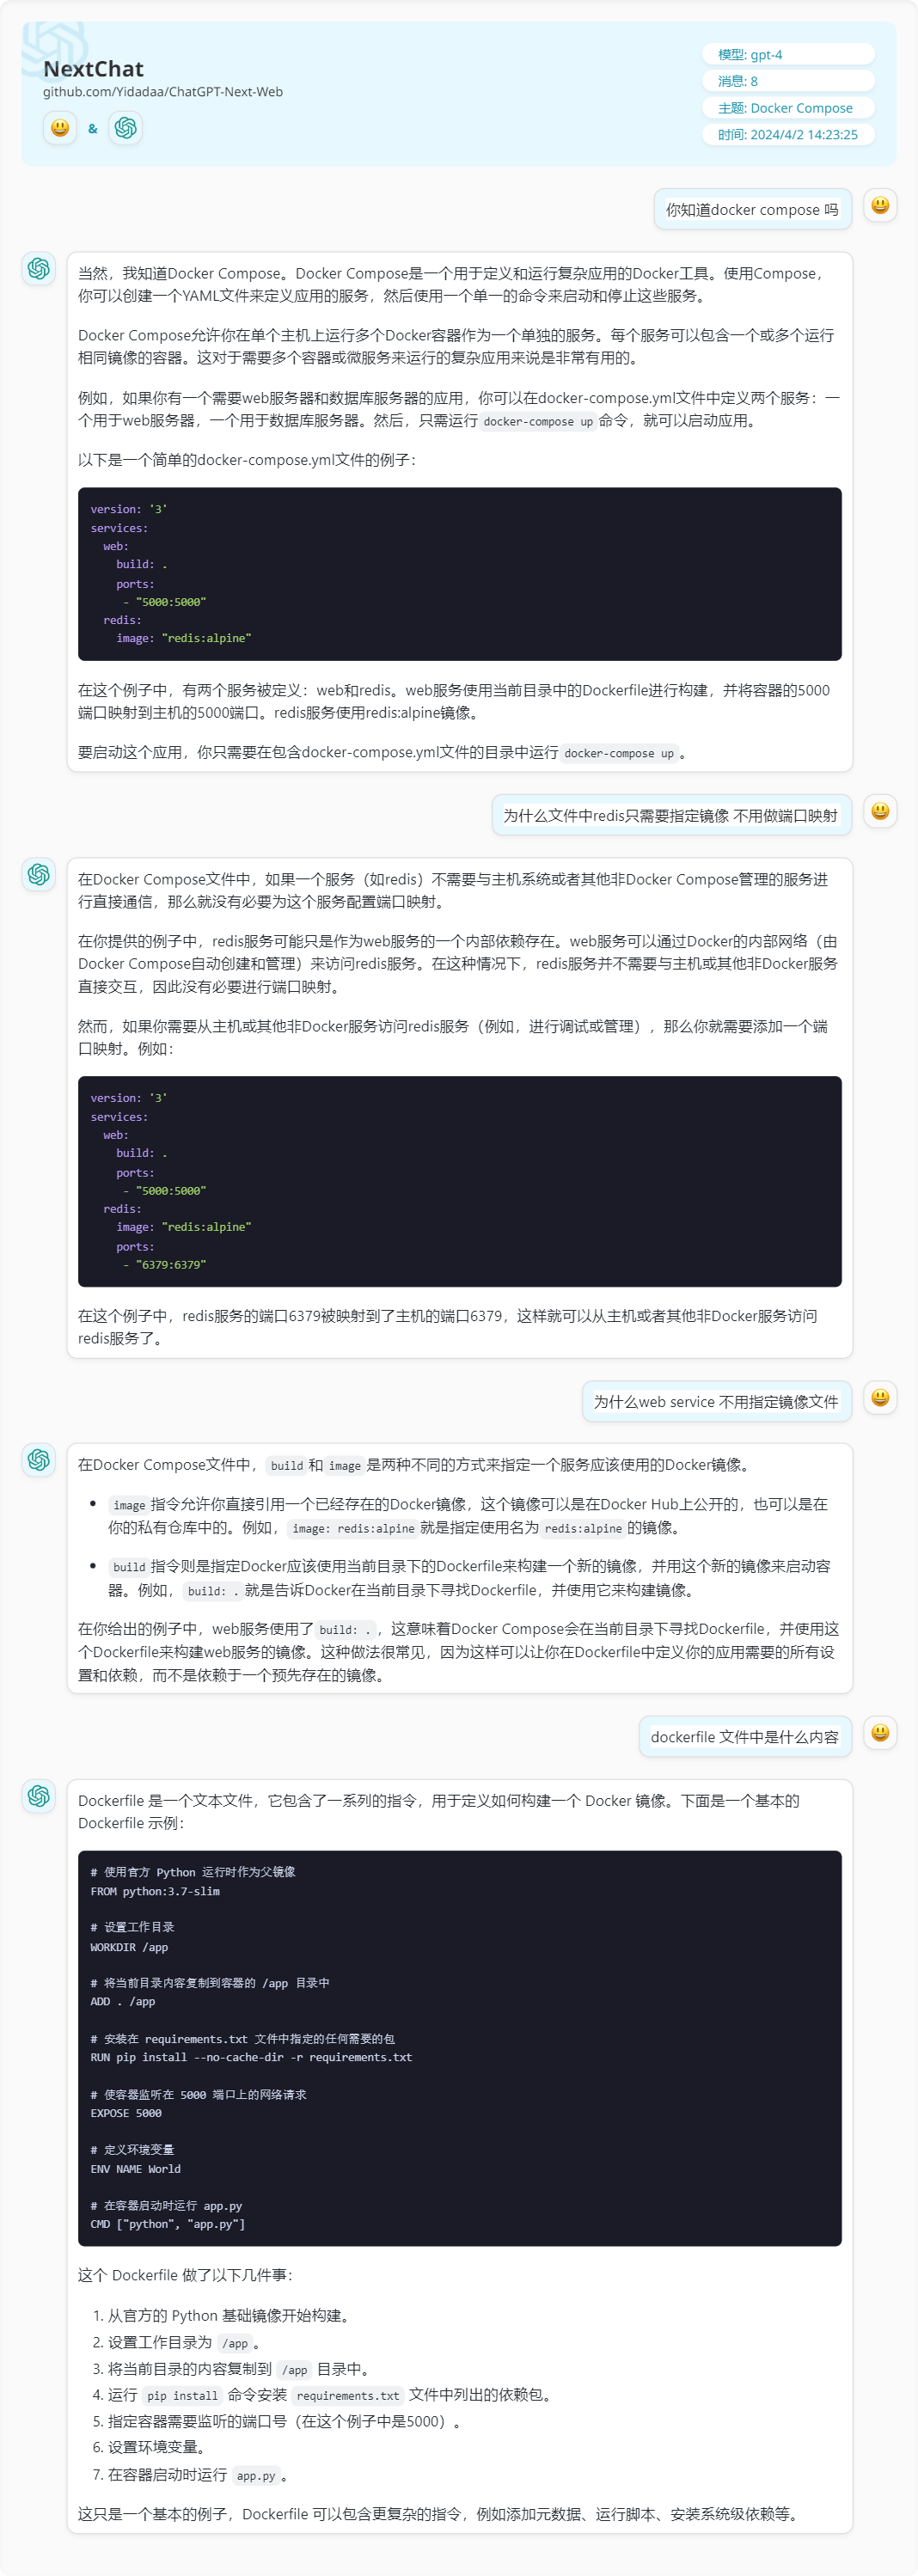 NextChat
github.com/Yidadaa/ChatGPT-Next-Web
&
模型: gpt-4
消息: 8
主题: Docker Compose
时间: 2024/4/2 14:23:25
你知道docker compose 吗
当然，我知道Docker Compose。Docker Compose是一个用于定义和运行复杂应用的Docker工具。使用Compose，
你可以创建一个YAML文件来定义应用的服务，然后使用一个单一的命令来启动和停止这些服务。
Docker Compose允许你在单个主机上运行多个Docker容器作为一个单独的服务。每个服务可以包含一个或多个运行
相同镜像的容器。这对于需要多个容器或微服务来运行的复杂应用来说是非常有用的。
例如，如果你有一个需要web服务器和数据库服务器的应用，你可以在docker-compose.yml文件中定义两个服务：一
个用于web服务器，一个用于数据库服务器。然后，只需运行docker-compose up命令，就可以启动应用。
以下是一个简单的docker-compose.yml文件的例子：
version: '3'
services:
  web:
    build: .
    ports:
     - "5000:5000"
  redis:
    image: "redis:alpine"
在这个例子中，有两个服务被定义：web和redis。web服务使用当前目录中的Dockerfile进行构建，并将容器的5000
端口映射到主机的5000端口。redis服务使用redis:alpine镜像。
要启动这个应用，你只需要在包含docker-compose.yml文件的目录中运行docker-compose up。
为什么文件中redis只需要指定镜像 不用做端口映射
在Docker Compose文件中，如果一个服务（如redis）不需要与主机系统或者其他非Docker Compose管理的服务进
行直接通信，那么就没有必要为这个服务配置端口映射。
在你提供的例子中，redis服务可能只是作为web服务的一个内部依赖存在。web服务可以通过Docker的内部网络（由
Docker Compose自动创建和管理）来访问redis服务。在这种情况下，redis服务并不需要与主机或其他非Docker服务
直接交互，因此没有必要进行端口映射。
然而，如果你需要从主机或其他非Docker服务访问redis服务（例如，进行调试或管理），那么你就需要添加一个端
口映射。例如：
version: '3'
services:
  web:
    build: .
    ports:
     - "5000:5000"
  redis:
    image: "redis:alpine"
    ports:
     - "6379:6379"
在这个例子中，redis服务的端口6379被映射到了主机的端口6379，这样就可以从主机或者其他非Docker服务访问
redis服务了。
为什么web service 不用指定镜像文件
在Docker Compose文件中，build和image是两种不同的方式来指定一个服务应该使用的Docker镜像。
• image指令允许你直接引用一个已经存在的Docker镜像，这个镜像可以是在Docker Hub上公开的，也可以是在
你的私有仓库中的。例如，image: redis:alpine就是指定使用名为redis:alpine的镜像。
• build指令则是指定Docker应该使用当前目录下的Dockerfile来构建一个新的镜像，并用这个新的镜像来启动容
器。例如，build: .就是告诉Docker在当前目录下寻找Dockerfile，并使用它来构建镜像。
在你给出的例子中，web服务使用了build: .，这意味着Docker Compose会在当前目录下寻找Dockerfile，并使用这
个Dockerfile来构建web服务的镜像。这种做法很常见，因为这样可以让你在Dockerfile中定义你的应用需要的所有设
置和依赖，而不是依赖于一个预先存在的镜像。
dockerfile 文件中是什么内容
Dockerfile 是一个文本文件，它包含了一系列的指令，用于定义如何构建一个 Docker 镜像。下面是一个基本的
Dockerfile 示例：
# 使用官方 Python 运行时作为父镜像
FROM python:3.7-slim
# 设置工作目录
WORKDIR /app
# 将当前目录内容复制到容器的 /app 目录中
ADD . /app
# 安装在 requirements.txt 文件中指定的任何需要的包
RUN pip install --no-cache-dir -r requirements.txt
# 使容器监听在 5000 端口上的网络请求
EXPOSE 5000
# 定义环境变量
ENV NAME World
# 在容器启动时运行 app.py
CMD ["python", "app.py"]
这个 Dockerfile 做了以下几件事：
1. 从官方的 Python 基础镜像开始构建。
2. 设置工作目录为 /app。
3. 将当前目录的内容复制到 /app 目录中。
4. 运行 pip install 命令安装 requirements.txt 文件中列出的依赖包。
5. 指定容器需要监听的端口号（在这个例子中是5000）。
6. 设置环境变量。
7. 在容器启动时运行 app.py。
这只是一个基本的例子，Dockerfile 可以包含更复杂的指令，例如添加元数据、运行脚本、安装系统级依赖等。